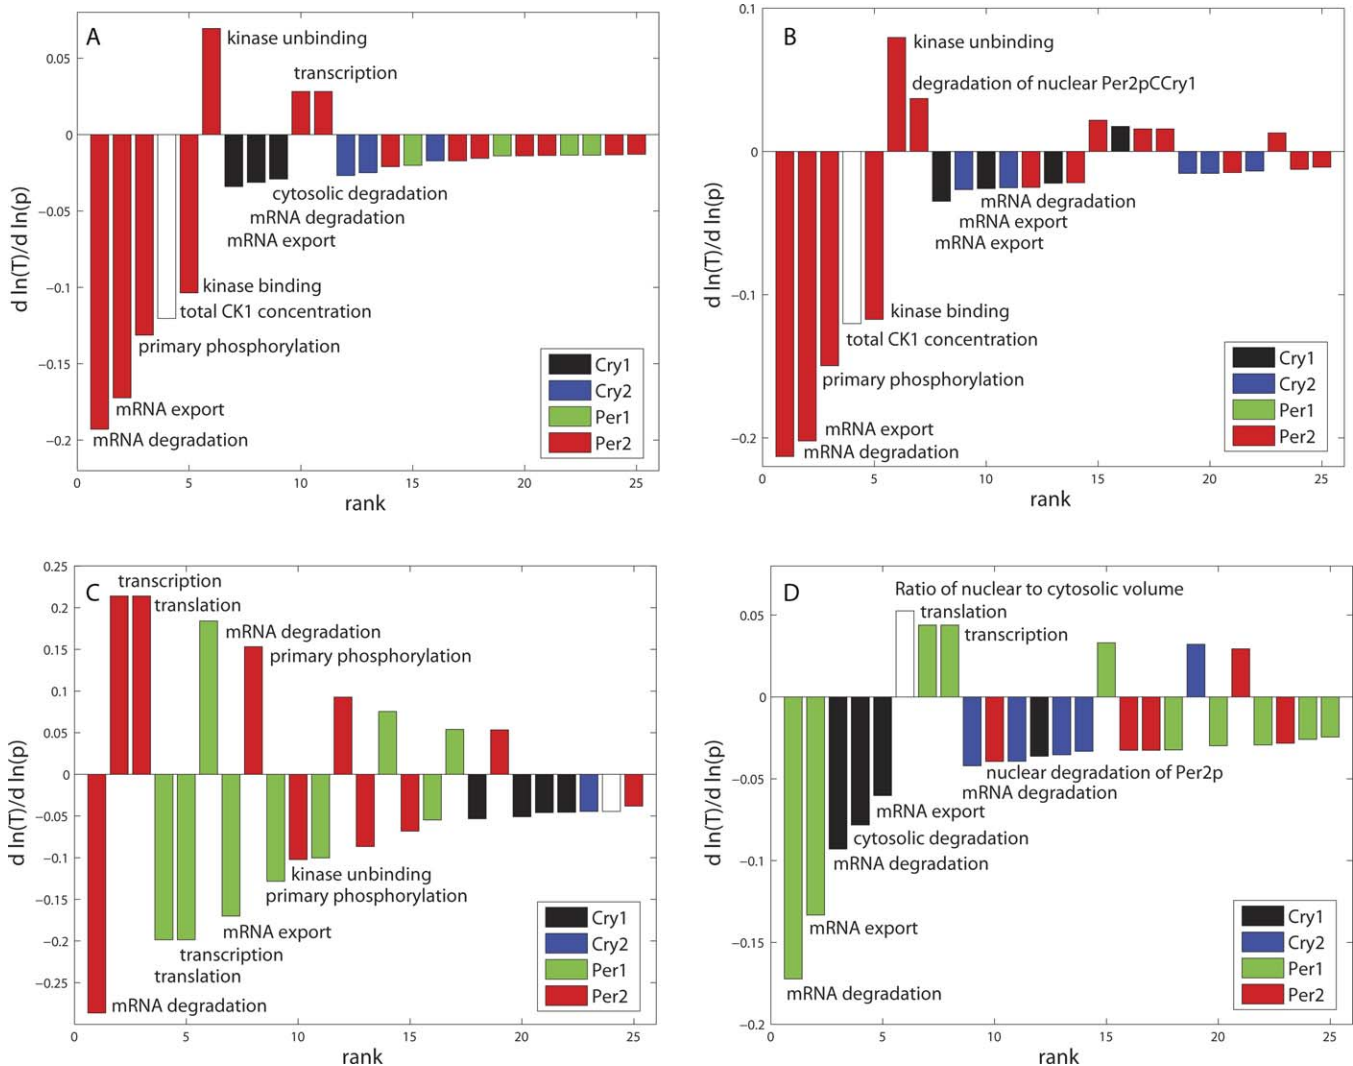 A
0.05
0
−0.05
−0.1
−0.15
−0.2
d ln(T)/d ln(p)
kinase unbinding
transcription
cytosolic degradation
mRNA degradation
mRNA export
kinase binding
total CK1 concentration
primary phosphorylation
mRNA export
mRNA degradation
Cry1
Cry2
Per1
Per2
0 5 10 15 20 25
rank
B
0.1
0
−0.1
−0.2
d ln(T)/d ln(p)
kinase unbinding
degradation of nuclear Per2pCCry1
mRNA degradation
mRNA export
mRNA export
kinase binding
total CK1 concentration
primary phosphorylation
mRNA export
mRNA degradation
Cry1
Cry2
Per1
Per2
0 5 10 15 20 25
rank
C
0.25
0.2
0.15
0.1
0.05
0
−0.05
−0.1
−0.15
−0.2
−0.25
d ln(T)/d ln(p)
transcription
translation
mRNA degradation
primary phosphorylation
kinase unbinding
primary phosphorylation
mRNA export
transcription
translation
mRNA degradation
Cry1
Cry2
Per1
Per2
0 5 10 15 20 25
rank
D
0.05
0
−0.05
−0.1
−0.15
−0.2
d ln(T)/d ln(p)
Ratio of nuclear to cytosolic volume
translation
transcription
nuclear degradation of Per2p
mRNA degradation
mRNA export
cytosolic degradation
mRNA degradation
mRNA export
mRNA degradation
Cry1
Cry2
Per1
Per2
0 5 10 15 20 25
rank